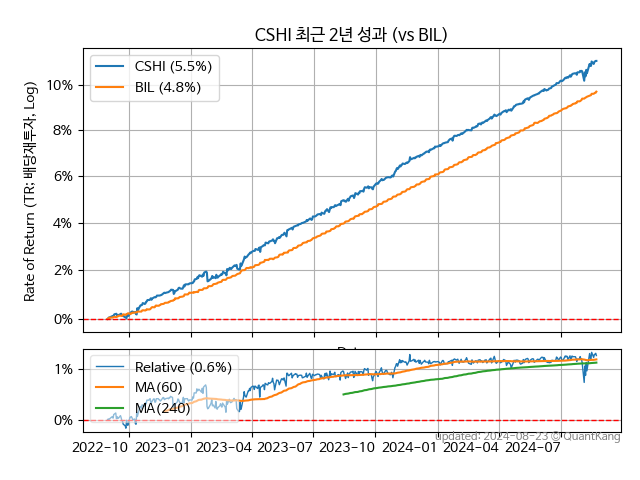 CSHI 최근 2년 성과 (vs BIL)
CSHI (5.5%)
BIL (4.8%)
Rate of Return (TR; 배당재투자, Log)
10%
8%
6%
4%
2%
0%
Relative (0.6%)
MA(60)
MA(240)
1%
0%
2022-10 2023-01 2023-04 2023-07 2023-10 2024-01 2024-04 2024-07
updated: 2024-08-23 © QuantKang